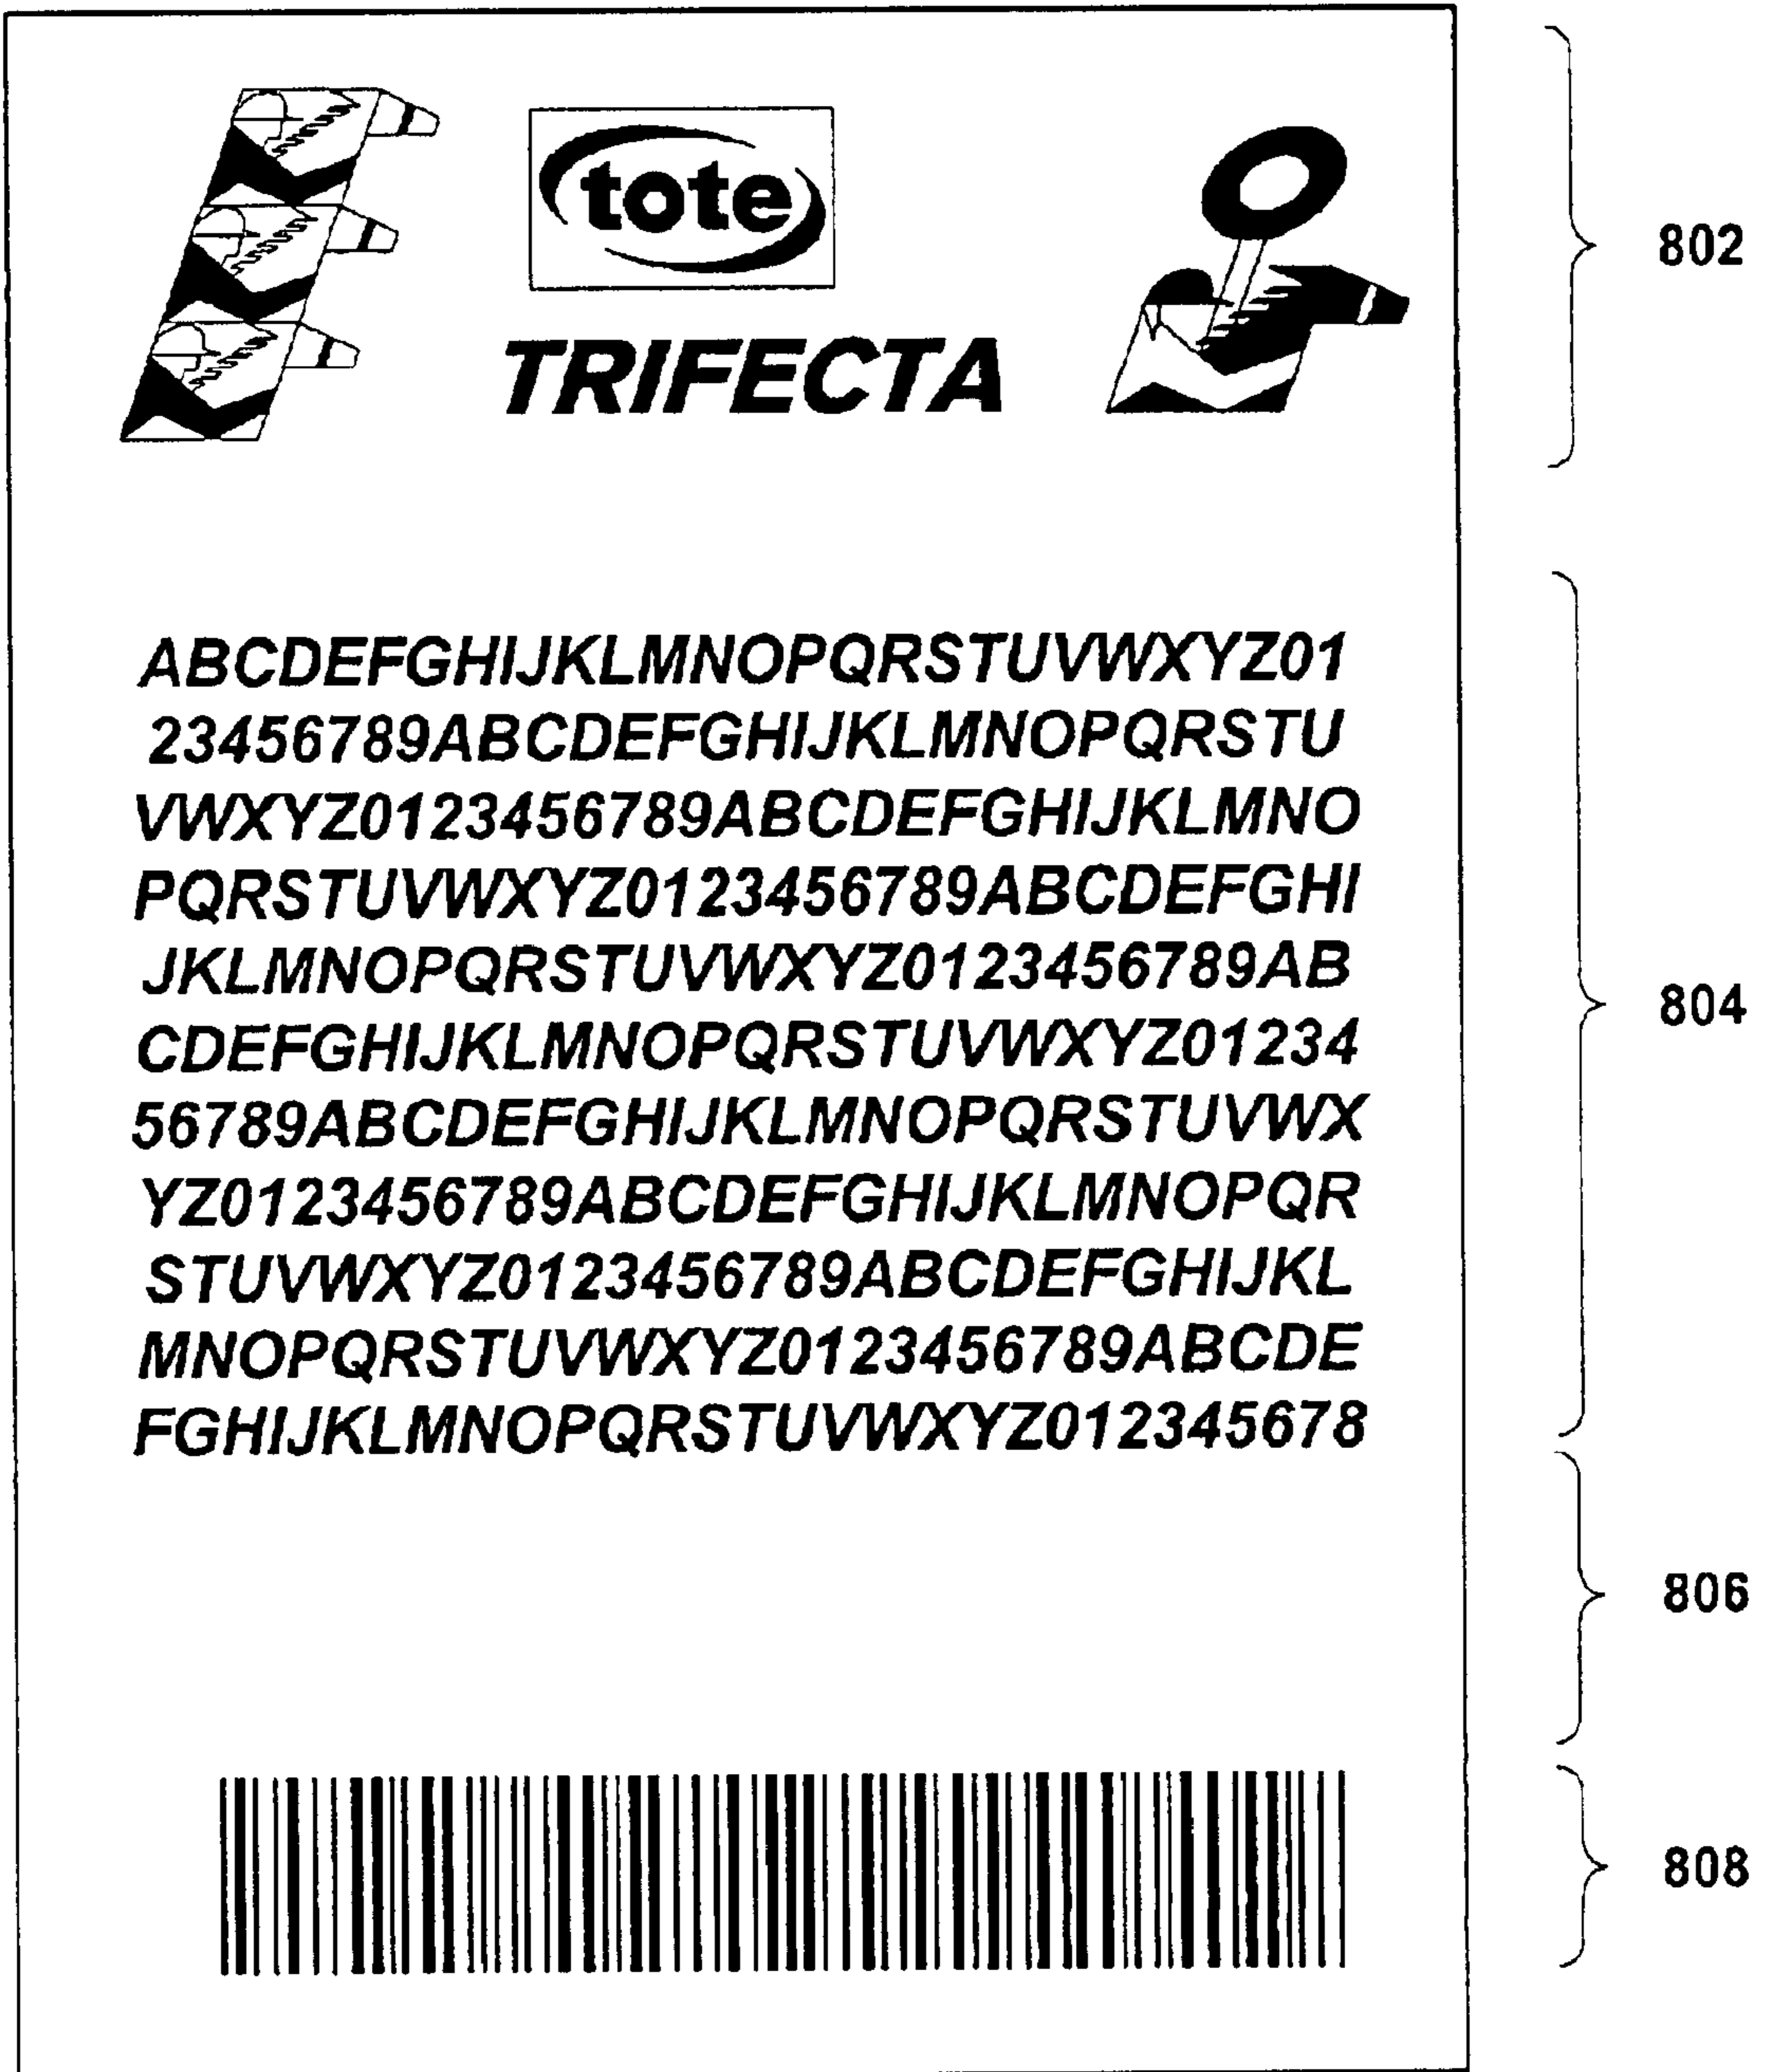 tote
TRIFECTA
802
ABCDEFGHIJKLMNOPQRSTUVWXYZ01
23456789ABCDEFGHIJKLMNOPQRSTU
VWXYZ0123456789ABCDEFGHIJKLMNO
PQRSTUVWXYZ0123456789ABCDEFGHI
JKLMNOPQRSTUVWXYZ0123456789AB
CDEFGHIJKLMNOPQRSTUVWXYZ01234
56789ABCDEFGHIJKLMNOPQRSTUVWX
YZ0123456789ABCDEFGHIJKLMNOPQR
STUVWXYZ0123456789ABCDEFGHIJKL
MNOPQRSTUVWXYZ0123456789ABCDE
FGHIJKLMNOPQRSTUVWXYZ012345678
804
806
808